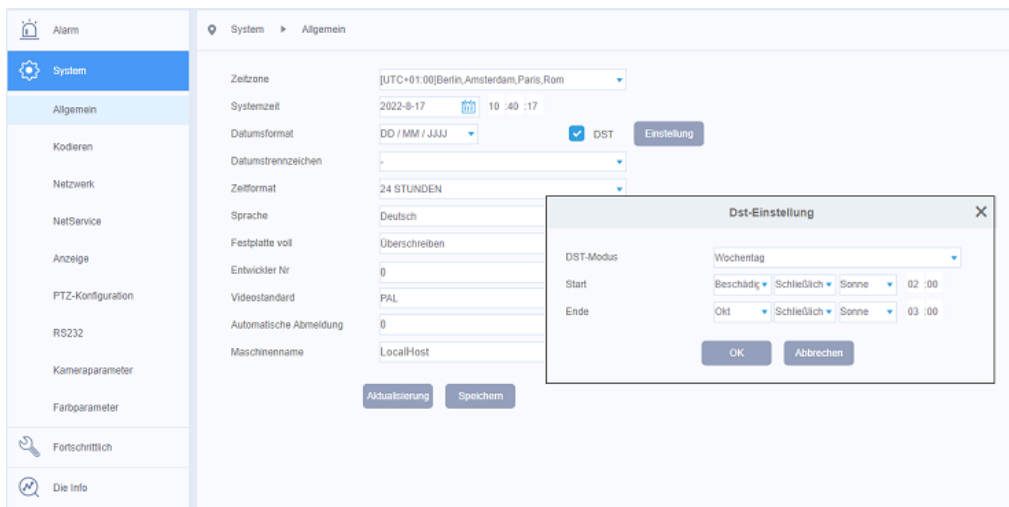 Alarm
System
Allgemein
Kodieren
Netzwerk
NetService
Anzeige
PTZ-Konfiguration
RS232
Kameraparameter
Farbparameter
Fortschrittlich
Die Info
System Allgemein
Zeitzone [UTC+01:00]Berlin,Amsterdam,Paris,Rom
Systemzeit 2022-8-17 10 :40 :17
Datumsformat DD / MM / JJJJ DST Einstellung
Datumstrennzeichen -
Zeitformat 24 STUNDEN
Sprache Deutsch
Festplatte voll Überschreiben
Entwickler Nr 0
Videostandard PAL
Automatische Abmeldung 0
Maschinenname LocalHost
Aktualisierung Speichern
Dst-Einstellung
DST-Modus Wochentag
Start Beschädig Schließlich Sonne 02 :00
Ende Okt Schließlich Sonne 03 :00
OK Abbrechen